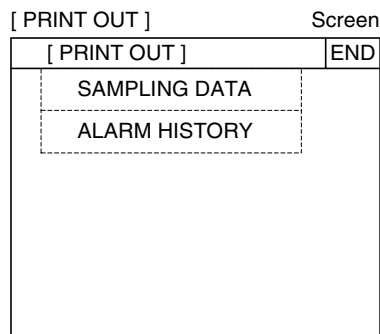 [ PRINT OUT ] Screen
[ PRINT OUT ] END
SAMPLING DATA
ALARM HISTORY